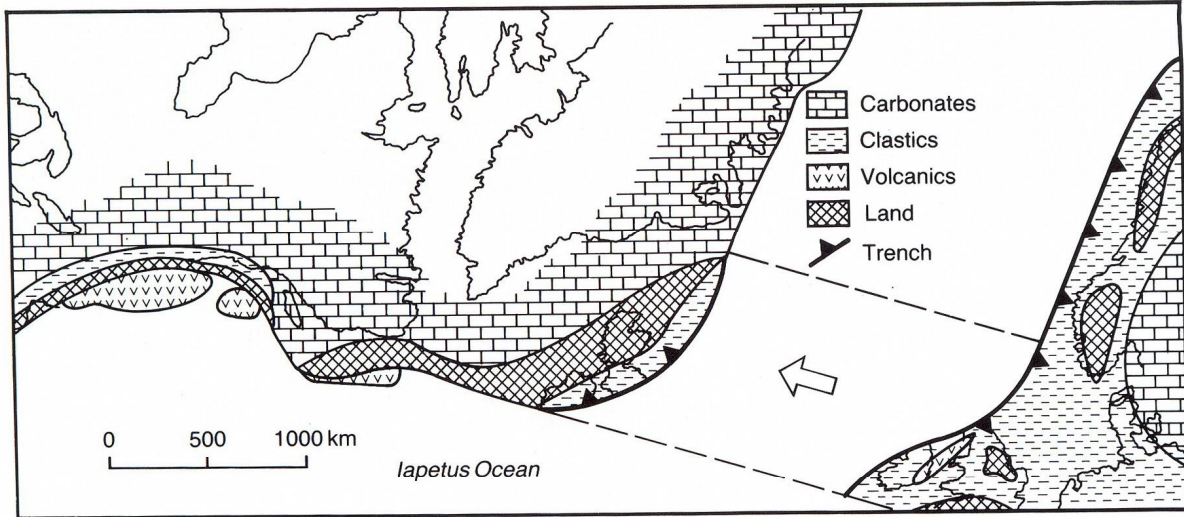 Carbonates
Clastics
Volcanics
Land
Trench
0 500 1000 km
Iapetus Ocean